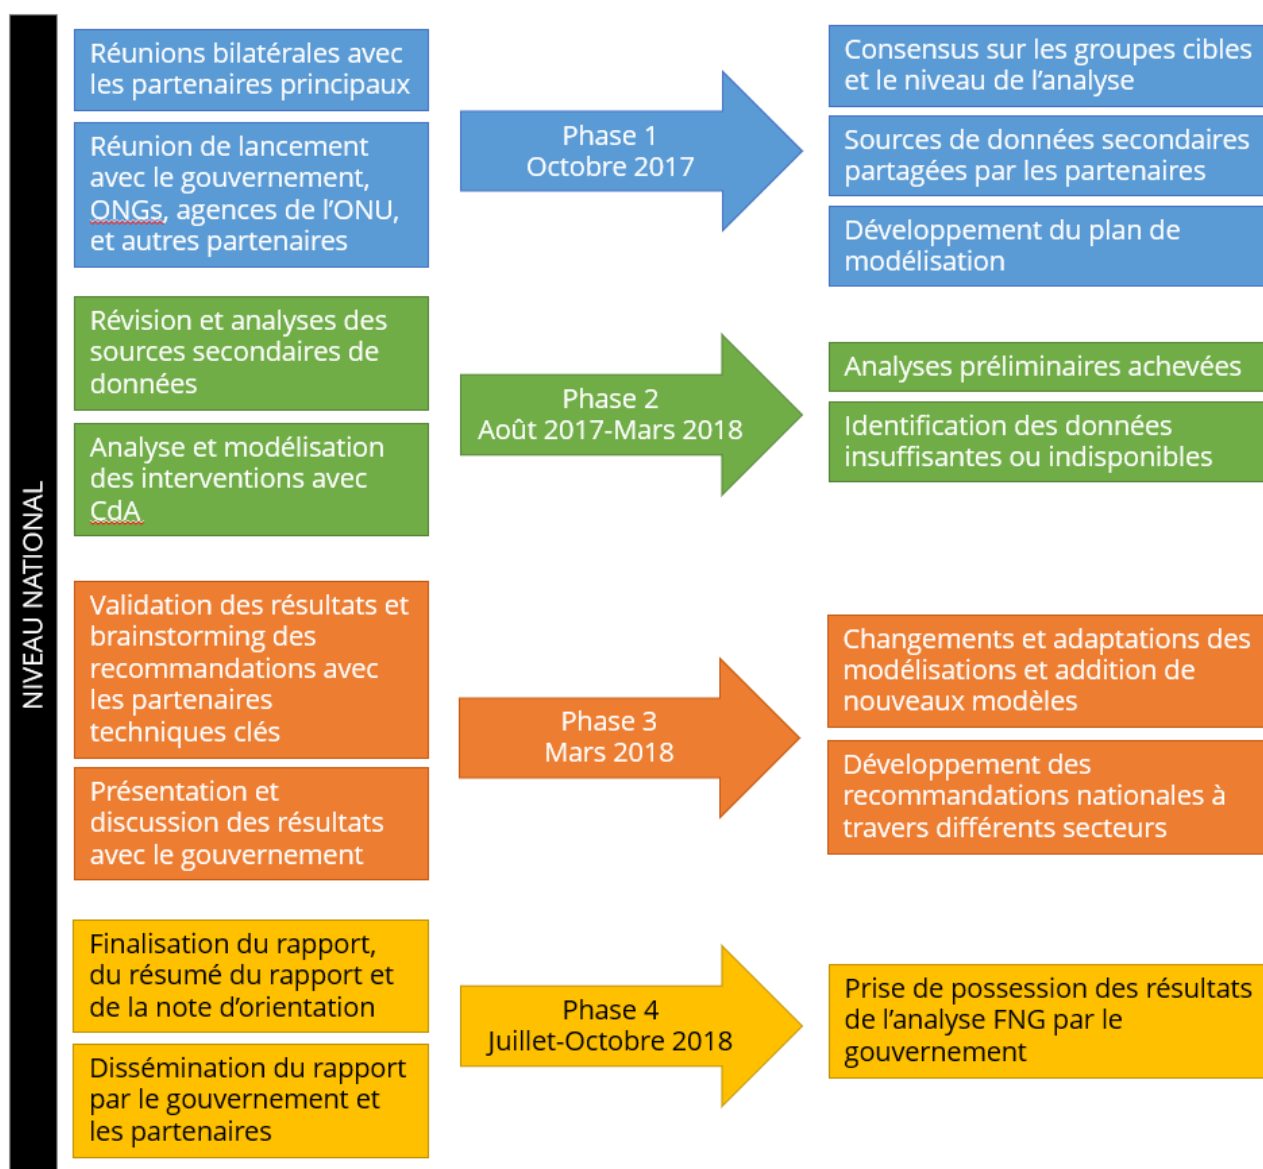 NIVEAU NATIONAL
Réunions bilatérales avec
les partenaires principaux
Réunion de lancement
avec le gouvernement,
ONGs, agences de l’ONU,
et autres partenaires
Phase 1
Octobre 2017
Consensus sur les groupes cibles
et le niveau de l’analyse
Sources de données secondaires
partagées par les partenaires
Développement du plan de
modélisation
Révision et analyses des
sources secondaires de
données
Analyse et modélisation
des interventions avec
CdA
Phase 2
Août 2017-Mars 2018
Analyses préliminaires achevées
Identification des données
insuffisantes ou indisponibles
Validation des résultats et
brainstorming des
recommandations avec
les partenaires
techniques clés
Présentation et
discussion des résultats
avec le gouvernement
Phase 3
Mars 2018
Changements et adaptations des
modélisations et addition de
nouveaux modèles
Développement des
recommandations nationales à
travers différents secteurs
Finalisation du rapport,
du résumé du rapport et
de la note d’orientation
Dissémination du rapport
par le gouvernement et
les partenaires
Phase 4
Juillet-Octobre 2018
Prise de possession des résultats
de l’analyse FNG par le
gouvernement